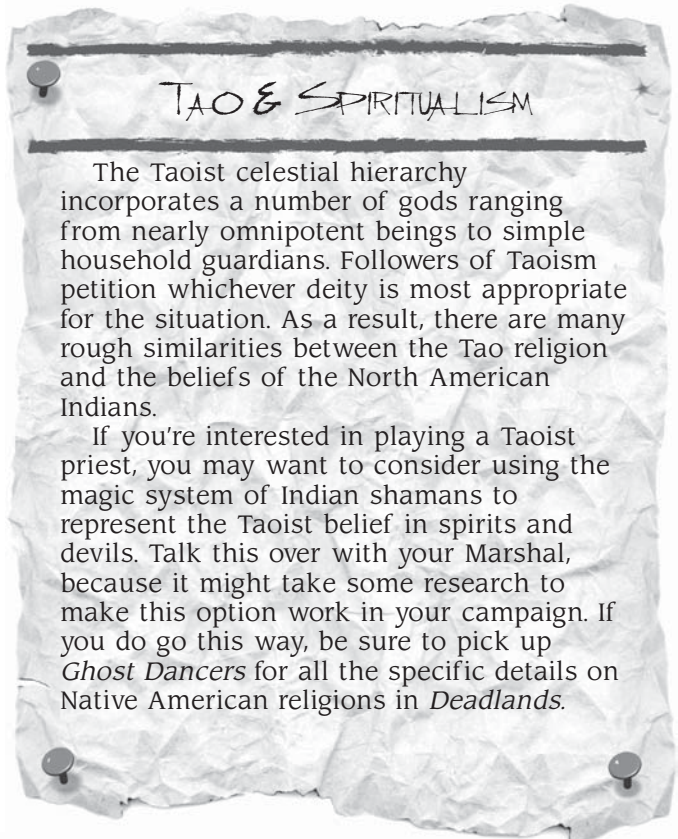 TAO & SPIRITUALISM
The Taoist celestial hierarchy
incorporates a number of gods ranging
from nearly omnipotent beings to simple
household guardians. Followers of Taoism
petition whichever deity is most appropriate
for the situation. As a result, there are many
rough similarities between the Tao religion
and the beliefs of the North American
Indians.
If you're interested in playing a Taoist
priest, you may want to consider using the
magic system of Indian shamans to
represent the Taoist belief in spirits and
devils. Talk this over with your Marshal,
because it might take some research to
make this option work in your campaign. If
you do go this way, be sure to pick up
Ghost Dancers for all the specific details on
Native American religions in Deadlands.